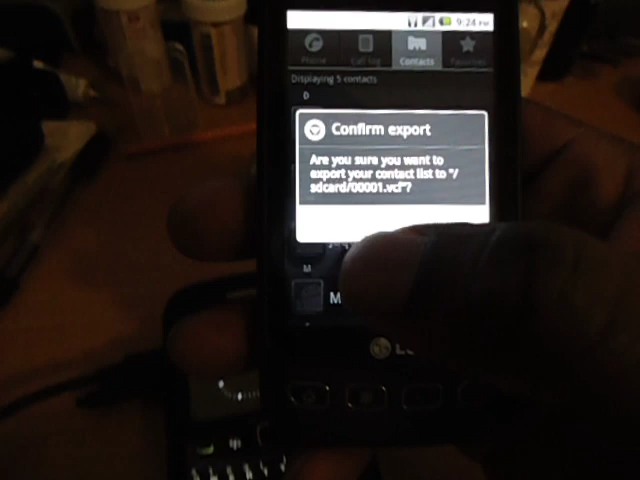 9:24 PM
Phone Call log Contacts Favorites
Displaying 5 contacts
D
Confirm export
Are you sure you want to
export your contact list to "/
sdcard/00001.vcf"?
M
M
LG